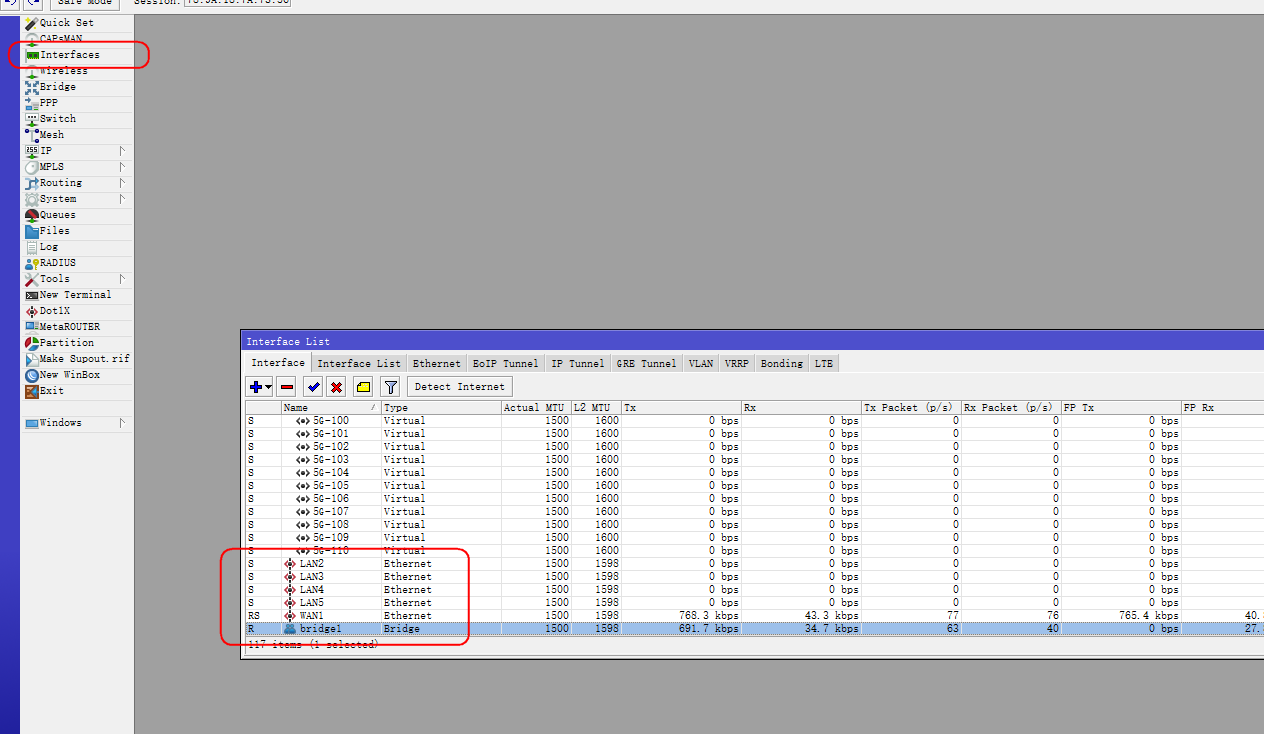 Safe Mode Session:
Quick Set
CAPsMAN
Interfaces
Wireless
Bridge
PPP
Switch
Mesh
IP
MPLS
Routing
System
Queues
Files
Log
RADIUS
Tools
New Terminal
Dot1X
MetaROUTER
Partition
Make Supout.rif
New WinBox
Exit
Windows
Interface List
Interface Interface List Ethernet EoIP Tunnel IP Tunnel GRE Tunnel VLAN VRRP Bonding LTE
Detect Internet
Name / Type Actual MTU L2 MTU Tx Rx Tx Packet (p/s) Rx Packet (p/s) FP Tx FP Rx
S 5G-100 Virtual 1500 1600 0 bps 0 bps 0 0 0 bps
S 5G-101 Virtual 1500 1600 0 bps 0 bps 0 0 0 bps
S 5G-102 Virtual 1500 1600 0 bps 0 bps 0 0 0 bps
S 5G-103 Virtual 1500 1600 0 bps 0 bps 0 0 0 bps
S 5G-104 Virtual 1500 1600 0 bps 0 bps 0 0 0 bps
S 5G-105 Virtual 1500 1600 0 bps 0 bps 0 0 0 bps
S 5G-106 Virtual 1500 1600 0 bps 0 bps 0 0 0 bps
S 5G-107 Virtual 1500 1600 0 bps 0 bps 0 0 0 bps
S 5G-108 Virtual 1500 1600 0 bps 0 bps 0 0 0 bps
S 5G-109 Virtual 1500 1600 0 bps 0 bps 0 0 0 bps
S 5G-110 Virtual 1500 1600 0 bps 0 bps 0 0 0 bps
S LAN2 Ethernet 1500 1598 0 bps 0 bps 0 0 0 bps
S LAN3 Ethernet 1500 1598 0 bps 0 bps 0 0 0 bps
S LAN4 Ethernet 1500 1598 0 bps 0 bps 0 0 0 bps
S LAN5 Ethernet 1500 1598 0 bps 0 bps 0 0 0 bps
RS WAN1 Ethernet 1500 1598 768.3 kbps 43.3 kbps 77 76 765.4 kbps 40.
R bridge1 Bridge 1500 1598 691.7 kbps 34.7 kbps 63 40 0 bps 27.
117 items (1 selected)